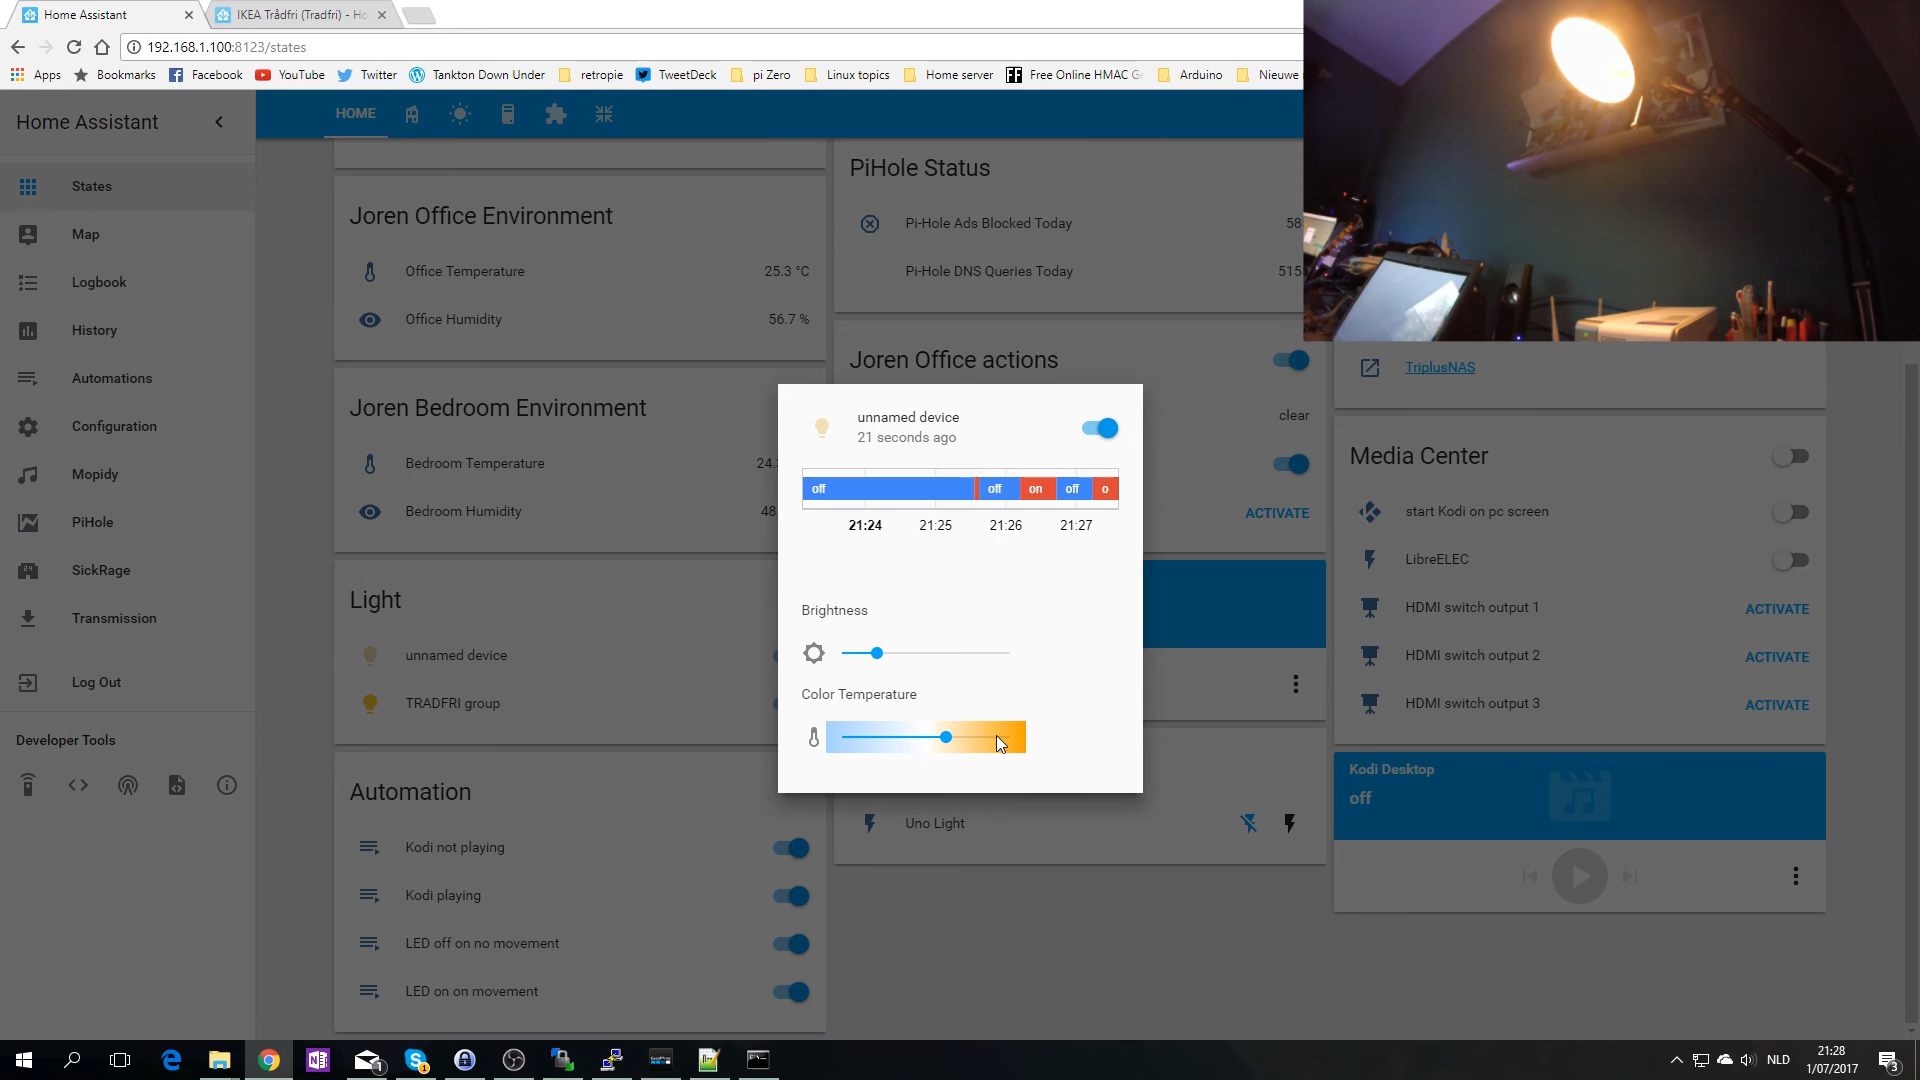 Home Assistant
IKEA Trådfri (Tradfri) - Ho
192.168.1.100:8123/states
Apps
Bookmarks
Facebook
YouTube
Twitter
Tankton Down Under
retropie
TweetDeck
pi Zero
Linux topics
Home server
Free Online HMAC Ge
Arduino
Nieuwe
Home Assistant
HOME
States
Map
Logbook
History
Automations
Configuration
Mopidy
PiHole
SickRage
Transmission
Log Out
Developer Tools
Joren Office Environment
Office Temperature 25.3 °C
Office Humidity 56.7 %
Joren Bedroom Environment
Bedroom Temperature 24.
Bedroom Humidity 48
Light
unnamed device
TRADFRI group
Automation
Kodi not playing
Kodi playing
LED off on no movement
LED on on movement
PiHole Status
Pi-Hole Ads Blocked Today 58
Pi-Hole DNS Queries Today 515
Joren Office actions
clear
ACTIVATE
unnamed device
21 seconds ago
off off on off o
21:24 21:25 21:26 21:27
Brightness
Color Temperature
Uno Light
TriplusNAS
Media Center
start Kodi on pc screen
LibreELEC
HDMI switch output 1 ACTIVATE
HDMI switch output 2 ACTIVATE
HDMI switch output 3 ACTIVATE
Kodi Desktop
off
NLD
21:28
1/07/2017
3